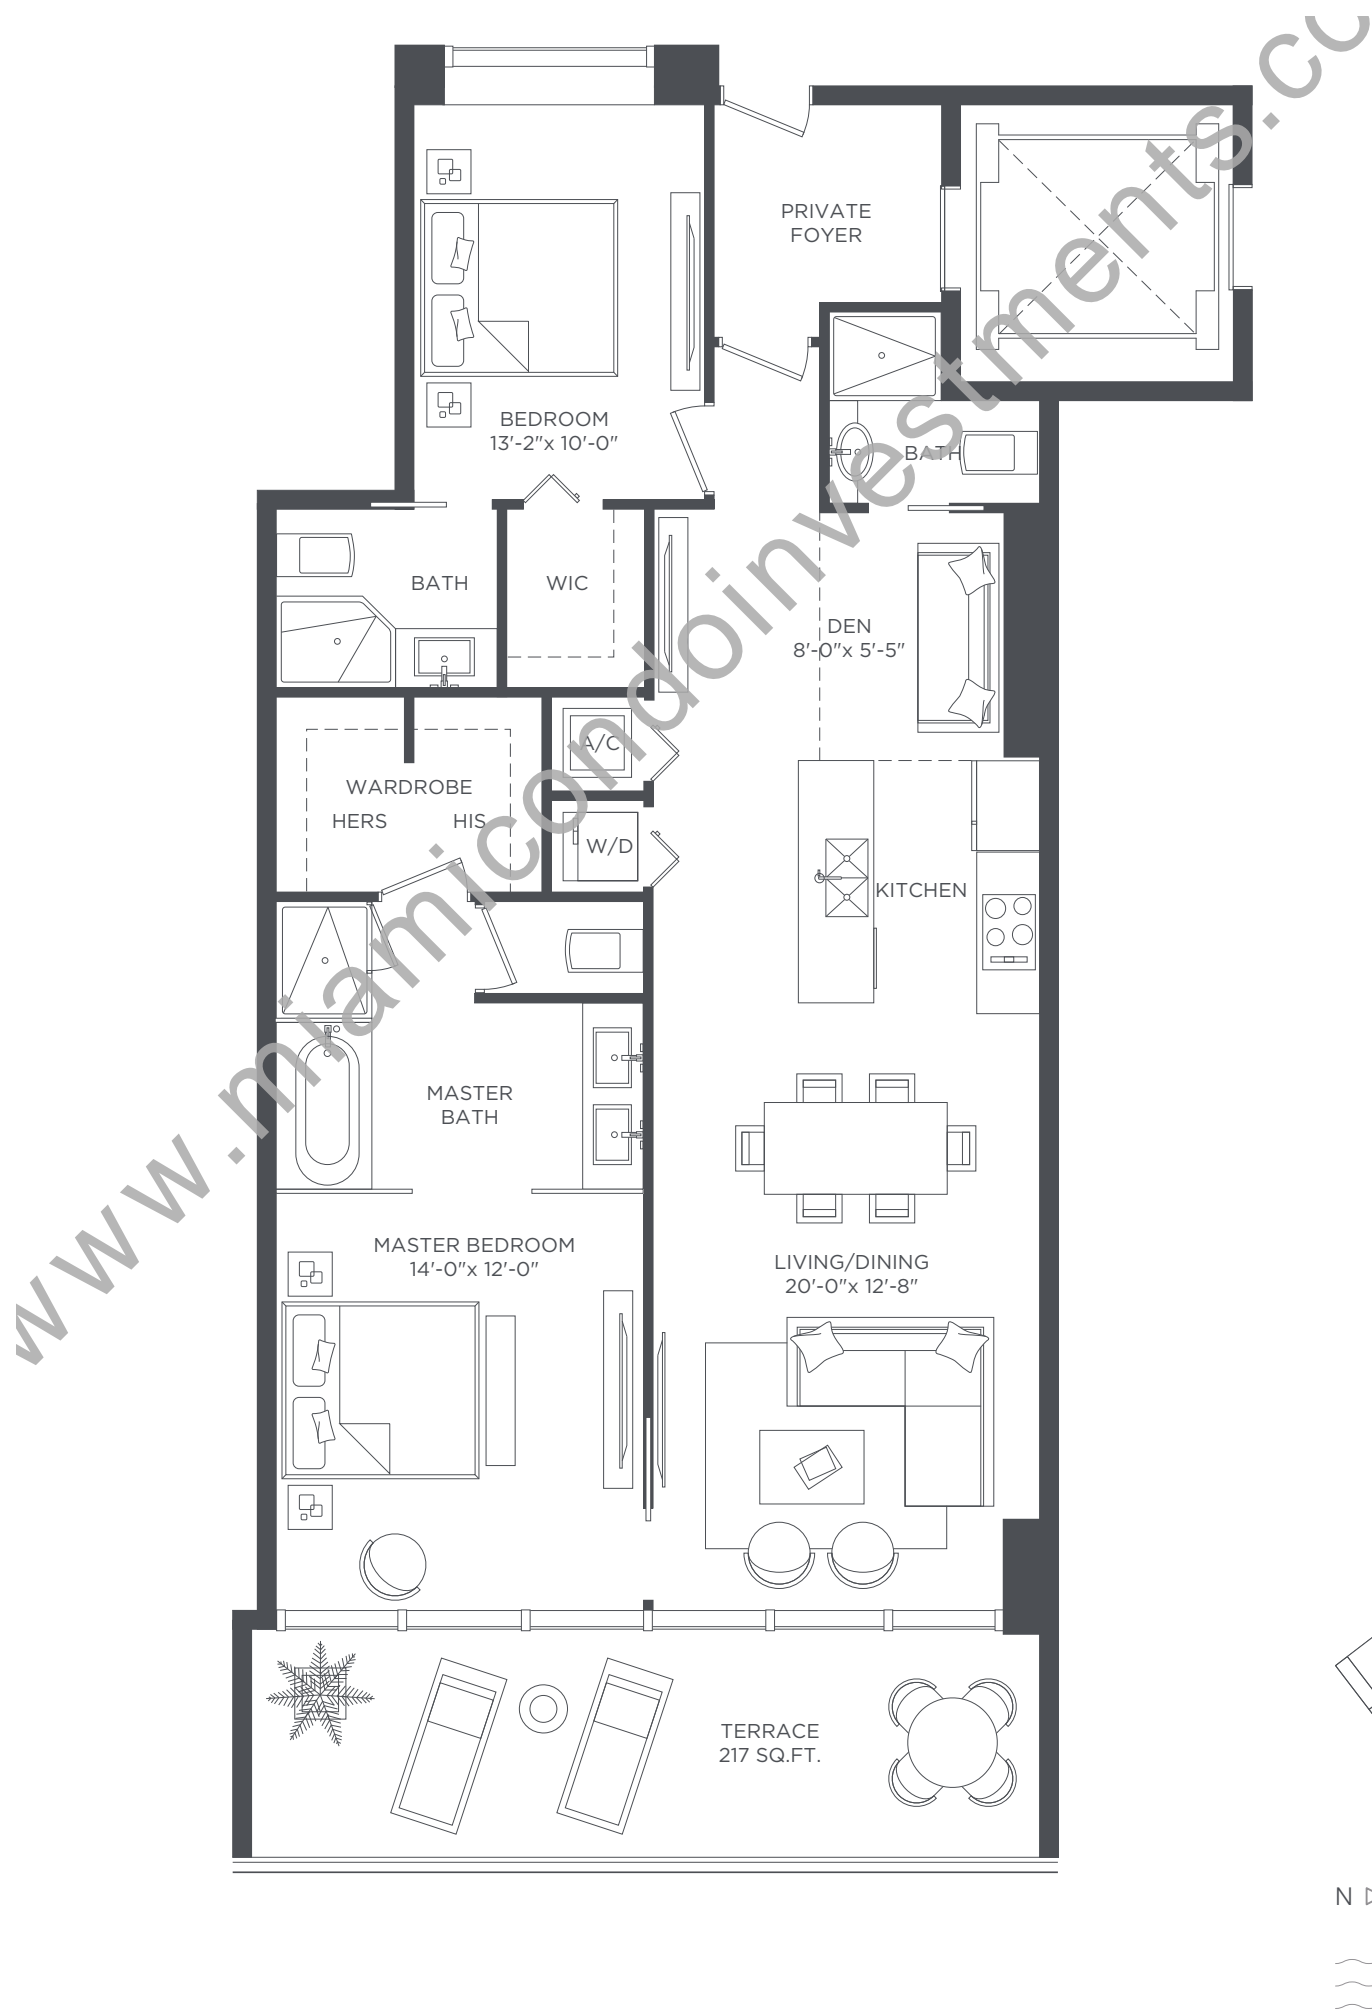 PRIVATE
FOYER
BEDROOM
13'-2"x 10'-0"
BATH
BATH
WIC
DEN
8'-0"x 5'-5"
A/C
WARDROBE
HERS HIS
W/D
KITCHEN
MASTER
BATH
MASTER BEDROOM
14'-0"x 12'-0"
LIVING/DINING
20'-0"x 12'-8"
TERRACE
217 SQ.FT.
N
www.miamicondoinvestments.co